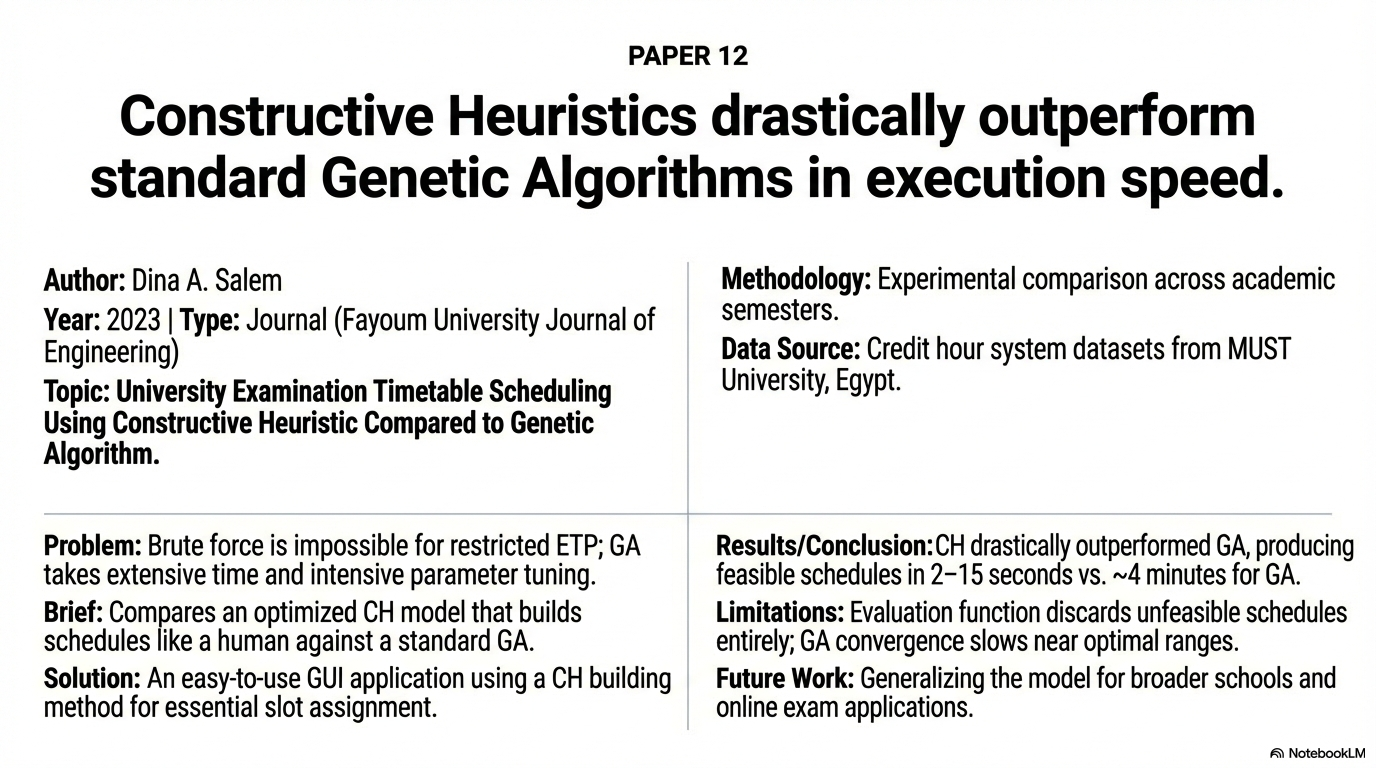 PAPER 12
Constructive Heuristics drastically outperform
standard Genetic Algorithms in execution speed.
Author: Dina A. Salem
Year: 2023 | Type: Journal (Fayoum University Journal of
Engineering)
Topic: University Examination Timetable Scheduling
Using Constructive Heuristic Compared to Genetic
Algorithm.
Methodology: Experimental comparison across academic
semesters.
Data Source: Credit hour system datasets from MUST
University, Egypt.
Problem: Brute force is impossible for restricted ETP; GA
takes extensive time and intensive parameter tuning.
Brief: Compares an optimized CH model that builds
schedules like a human against a standard GA.
Solution: An easy-to-use GUI application using a CH building
method for essential slot assignment.
Results/Conclusion: CH drastically outperformed GA, producing
feasible schedules in 2–15 seconds vs. ~4 minutes for GA.
Limitations: Evaluation function discards unfeasible schedules
entirely; GA convergence slows near optimal ranges.
Future Work: Generalizing the model for broader schools and
online exam applications.
NotebookLM